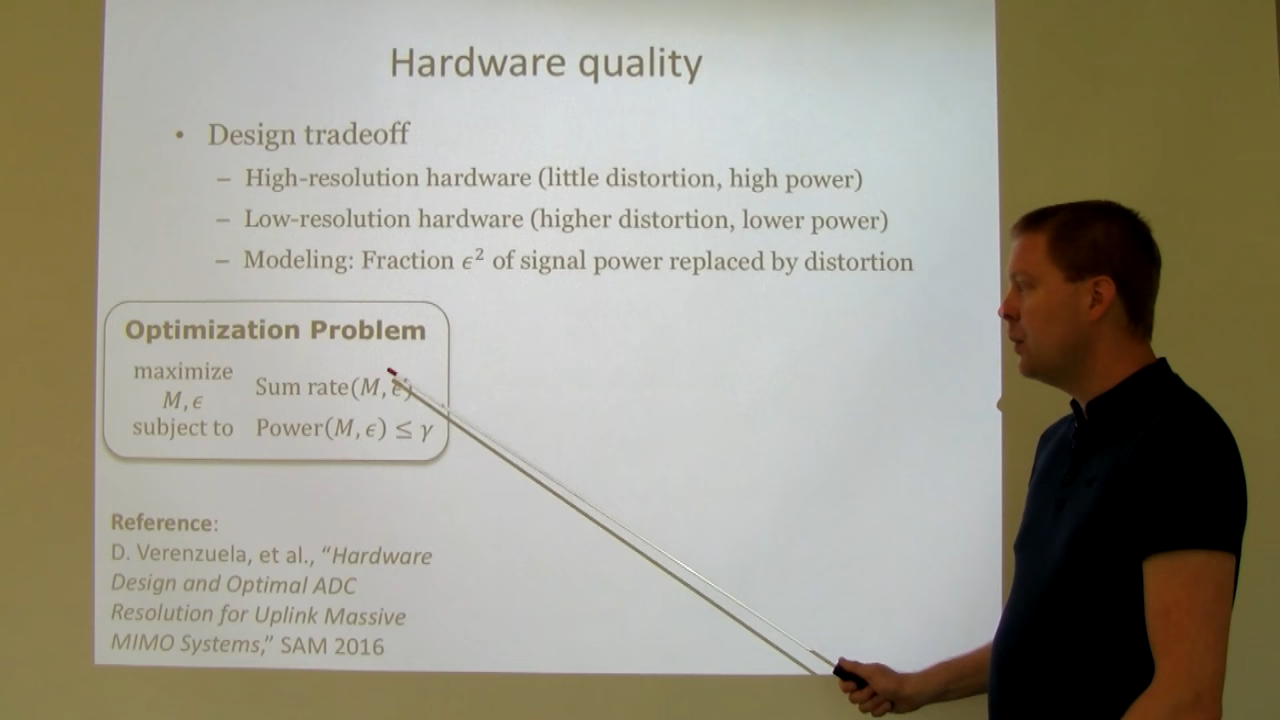 Hardware quality
• Design tradeoff
– High-resolution hardware (little distortion, high power)
– Low-resolution hardware (higher distortion, lower power)
– Modeling: Fraction ϵ² of signal power replaced by distortion
Optimization Problem
maximize
M, ϵ
Sum rate(M, ϵ)
subject to Power(M, ϵ) ≤ γ
Reference:
D. Verenzuela, et al., “Hardware
Design and Optimal ADC
Resolution for Uplink Massive
MIMO Systems,” SAM 2016